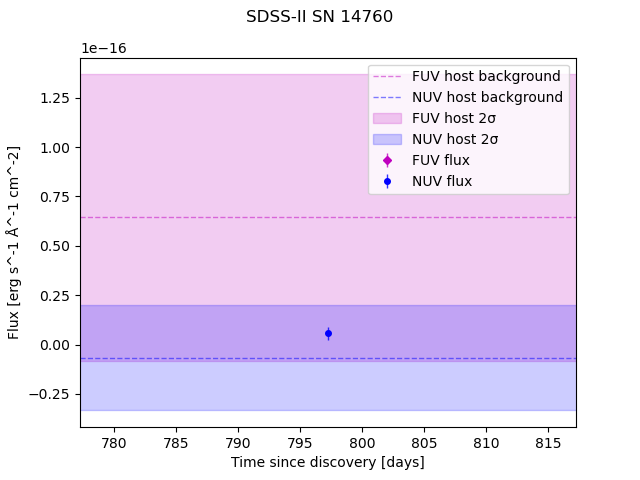 SDSS-II SN 14760
1e−16
FUV host background
NUV host background
FUV host 2σ
NUV host 2σ
FUV flux
NUV flux
1.25
1.00
0.75
0.50
0.25
0.00
−0.25
Flux [erg s^-1 Å^-1 cm^-2]
780
785
790
795
800
805
810
815
Time since discovery [days]